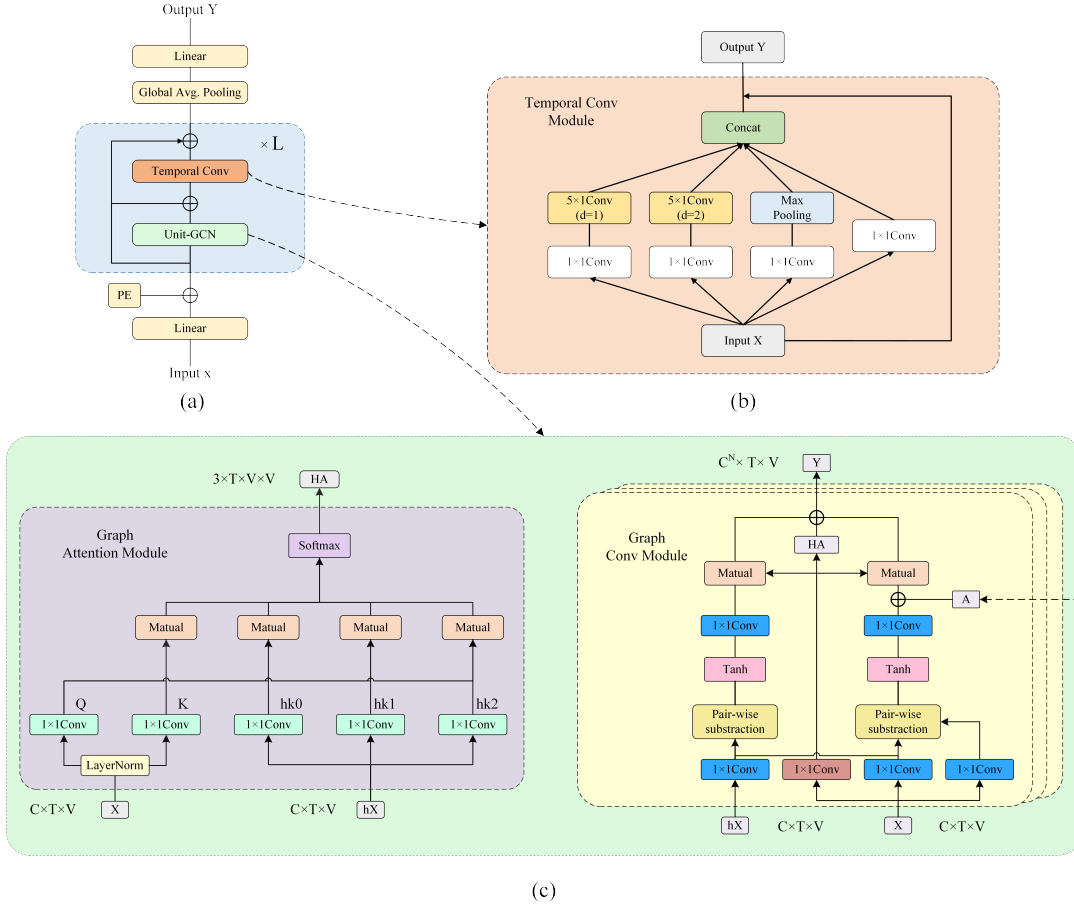 Output Y
Linear
Global Avg. Pooling
× L
Temporal Conv
Unit-GCN
PE
Linear
Input x
(a)
Output Y
Temporal Conv
Module
Concat
5×1Conv
(d=1)
5×1Conv
(d=2)
Max
Pooling
1×1Conv
1×1Conv
1×1Conv
1×1Conv
Input X
(b)
3×T×V×V
HA
Graph
Attention Module
Softmax
Matual
Matual
Matual
Matual
Q
K
hk0
hk1
hk2
1×1Conv
1×1Conv
1×1Conv
1×1Conv
1×1Conv
LayerNorm
C×T×V
X
C×T×V
hX
C^N× T× V
Y
Graph
Conv Module
HA
Matual
Matual
A
1×1Conv
1×1Conv
Tanh
Tanh
Pair-wise
substraction
Pair-wise
substraction
1×1Conv
1×1Conv
1×1Conv
1×1Conv
hX
C×T×V
X
C×T×V
(c)